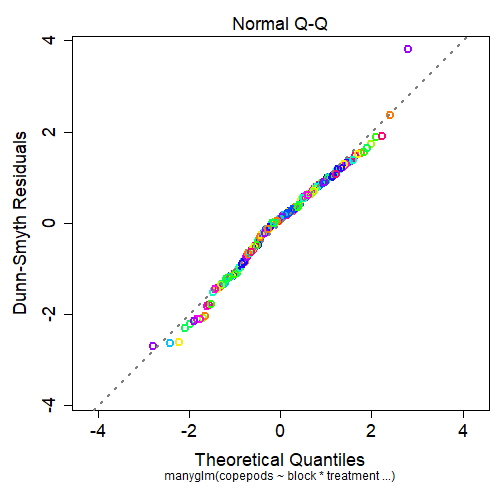 Normal Q-Q
Dunn-Smyth Residuals
4
2
0
-2
-4
-4 -2 0 2 4
Theoretical Quantiles
manyglm(copepods ~ block * treatment ...)